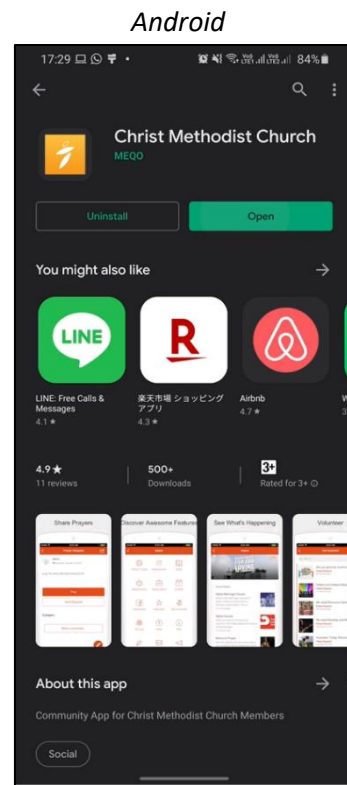 Android
17:29
84%
Christ Methodist Church
MEQO
Uninstall
Open
You might also like
LINE
R
LINE: Free Calls & Messages
4.1 ★
楽天市場 ショッピングアプリ
4.3 ★
Airbnb
4.7 ★
W
3
4.9 ★
11 reviews
500+
Downloads
3+
Rated for 3+
Share Prayers
Discover Awesome Features
See What's Happening
Volunteer
Pray
About this app
Community App for Christ Methodist Church Members
Social